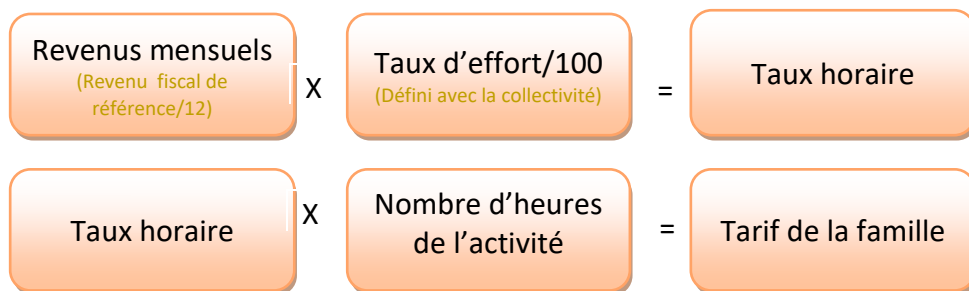 Revenus mensuels
(Revenu fiscal de
référence/12)
X
Taux d’effort/100
(Défini avec la collectivité)
=
Taux horaire
Taux horaire
X
Nombre d’heures
de l’activité
=
Tarif de la famille